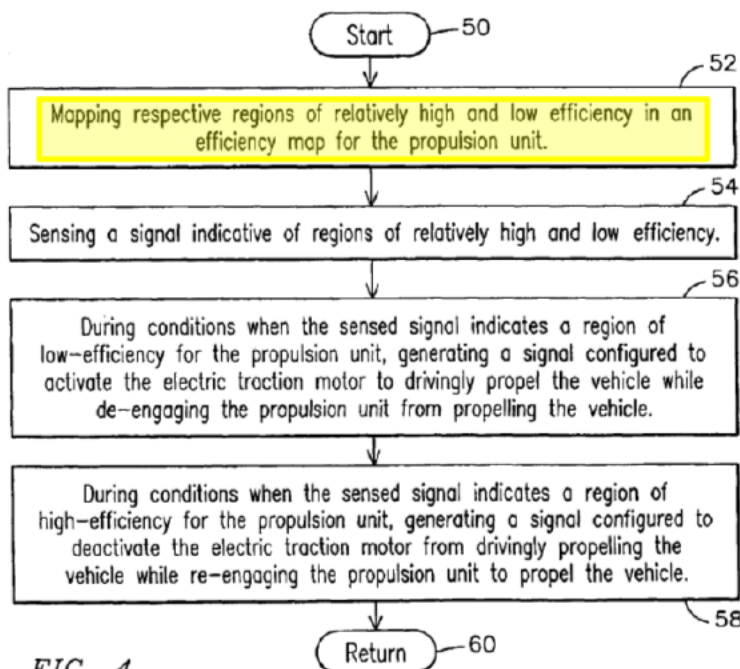 Start
50
52
Mapping respective regions of relatively high and low efficiency in an
efficiency map for the propulsion unit.
54
Sensing a signal indicative of regions of relatively high and low efficiency.
56
During conditions when the sensed signal indicates a region of
low-efficiency for the propulsion unit, generating a signal configured to
activate the electric traction motor to drivingly propel the vehicle while
de-engaging the propulsion unit from propelling the vehicle.
During conditions when the sensed signal indicates a region of
high-efficiency for the propulsion unit, generating a signal configured to
deactivate the electric traction motor from drivingly propelling the
vehicle while re-engaging the propulsion unit to propel the vehicle.
58
Return
60
FIG. 4